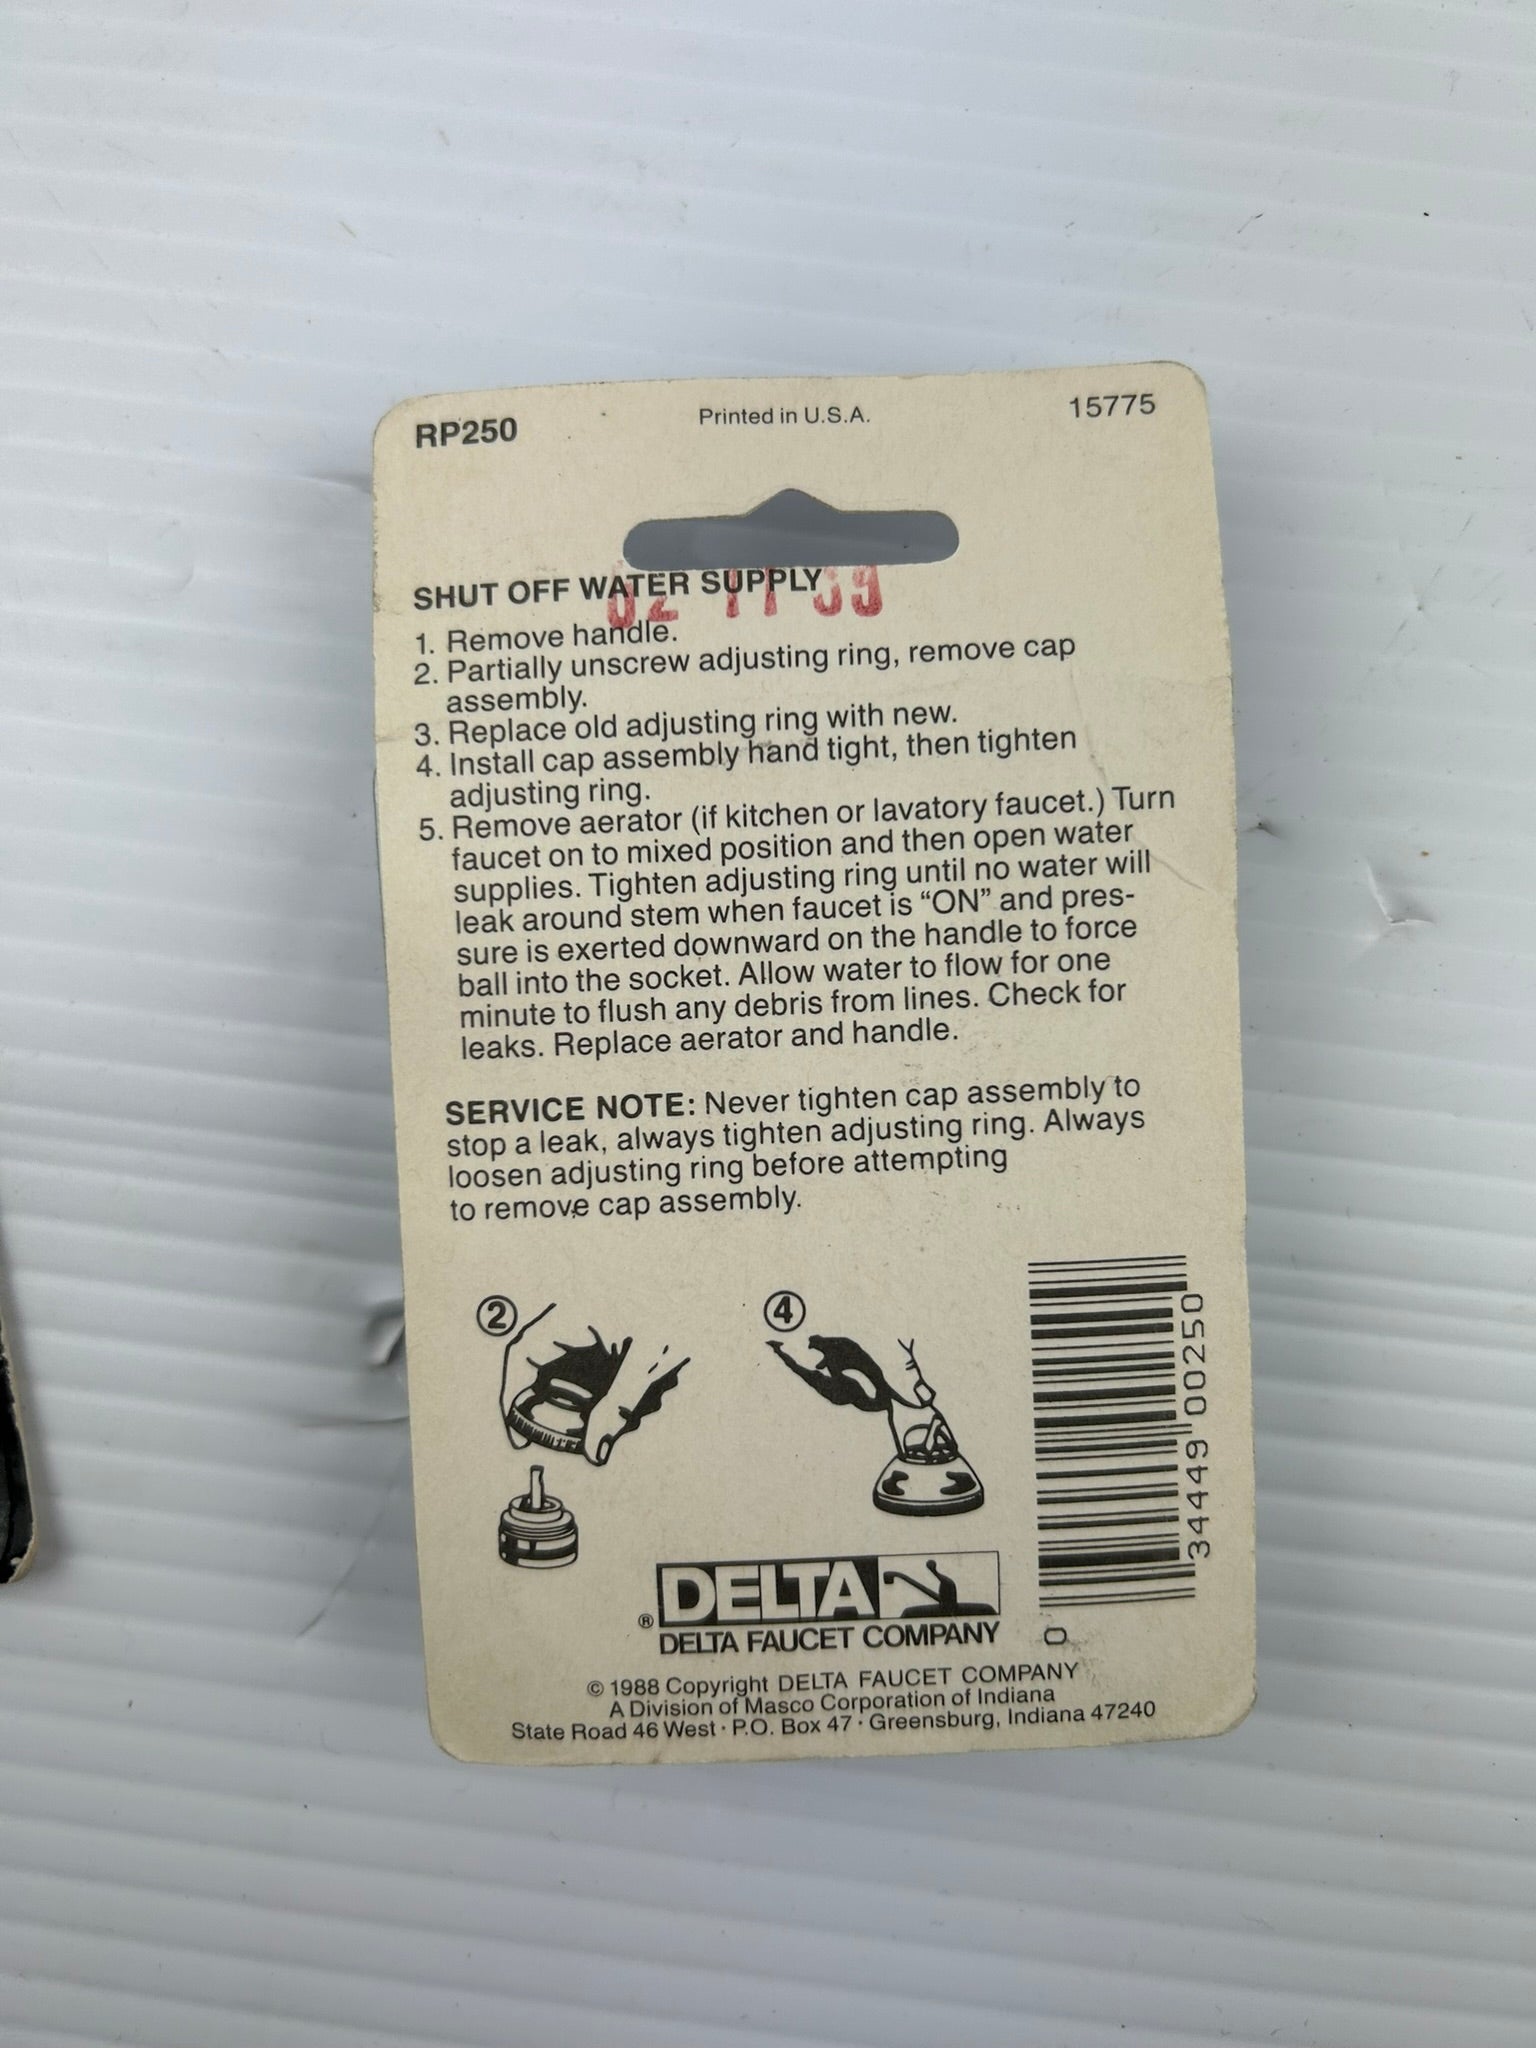 RP250 Printed in U.S.A. 15775
SHUT OFF WATER SUPPLY
1. Remove handle.
2. Partially unscrew adjusting ring, remove cap
assembly.
3. Replace old adjusting ring with new.
4. Install cap assembly hand tight, then tighten
adjusting ring.
5. Remove aerator (if kitchen or lavatory faucet.) Turn
faucet on to mixed position and then open water
supplies. Tighten adjusting ring until no water will
leak around stem when faucet is “ON” and pres-
sure is exerted downward on the handle to force
ball into the socket. Allow water to flow for one
minute to flush any debris from lines. Check for
leaks. Replace aerator and handle.
SERVICE NOTE: Never tighten cap assembly to
stop a leak, always tighten adjusting ring. Always
loosen adjusting ring before attempting
to remove cap assembly.
2 4
0 34449 00250
® DELTA
DELTA FAUCET COMPANY
© 1988 Copyright DELTA FAUCET COMPANY
A Division of Masco Corporation of Indiana
State Road 46 West · P.O. Box 47 · Greensburg, Indiana 47240